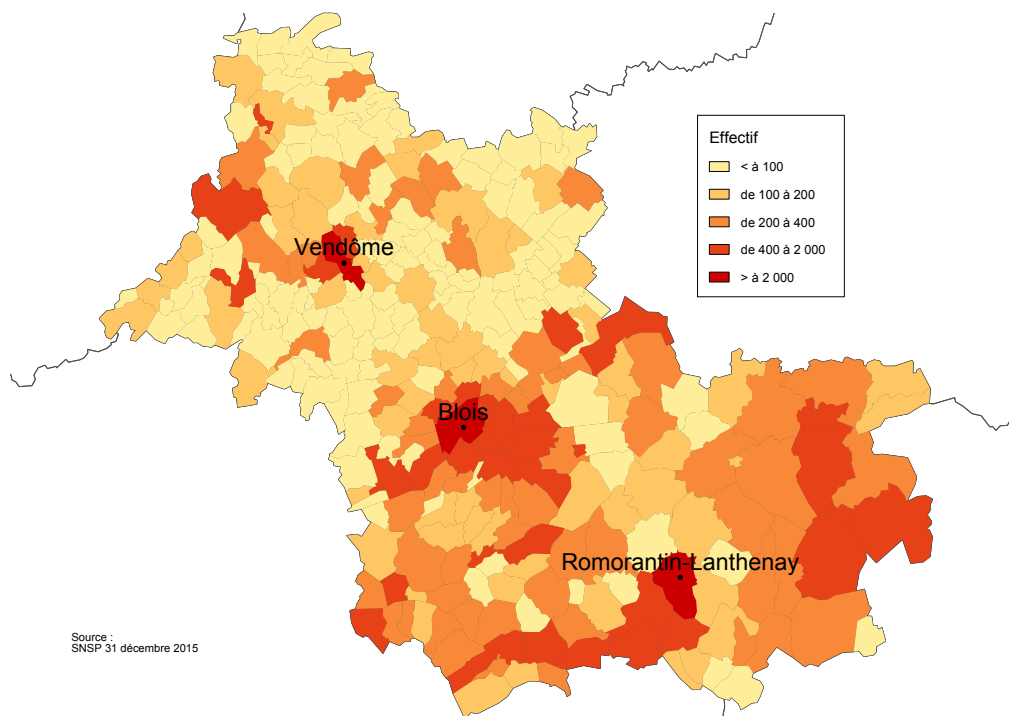 Effectif
< à 100
de 100 à 200
de 200 à 400
de 400 à 2 000
> à 2 000
Vendôme
Blois
Romorantin-Lanthenay
Source :
SNSP 31 décembre 2015